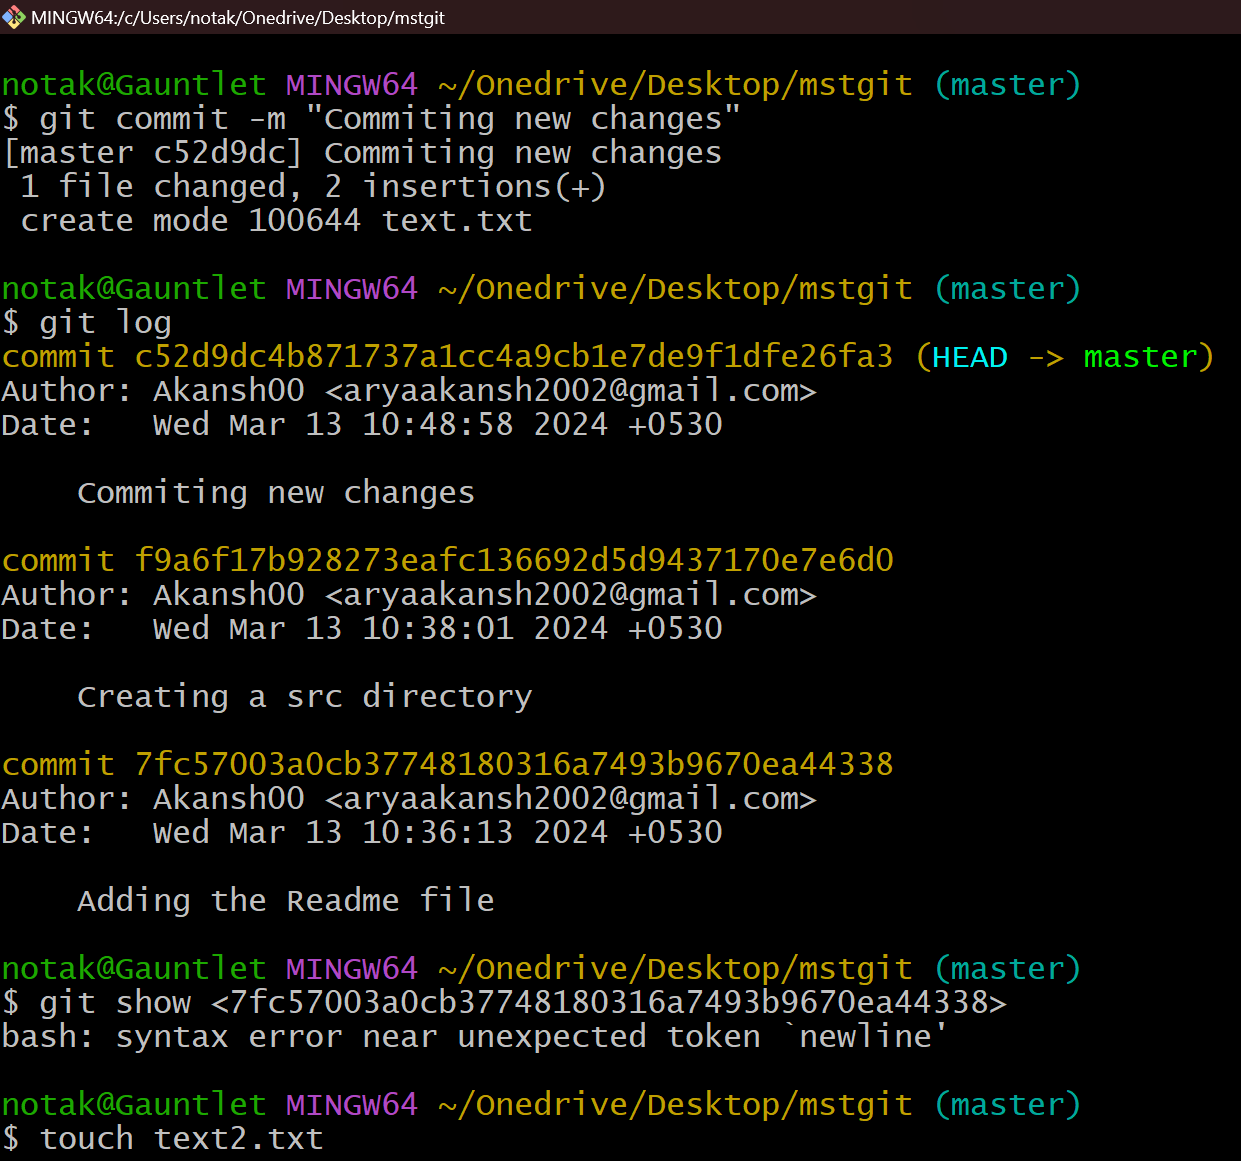 MINGW64:/c/Users/notak/Onedrive/Desktop/mstgit
notak@Gauntlet MINGW64 ~/Onedrive/Desktop/mstgit (master)
$ git commit -m "Commiting new changes"
[master c52d9dc] Commiting new changes
 1 file changed, 2 insertions(+)
 create mode 100644 text.txt
notak@Gauntlet MINGW64 ~/Onedrive/Desktop/mstgit (master)
$ git log
commit c52d9dc4b871737a1cc4a9cb1e7de9f1dfe26fa3 (HEAD -> master)
Author: Akansh00 <aryaakansh2002@gmail.com>
Date:   Wed Mar 13 10:48:58 2024 +0530
    Commiting new changes
commit f9a6f17b928273eafc136692d5d9437170e7e6d0
Author: Akansh00 <aryaakansh2002@gmail.com>
Date:   Wed Mar 13 10:38:01 2024 +0530
    Creating a src directory
commit 7fc57003a0cb37748180316a7493b9670ea44338
Author: Akansh00 <aryaakansh2002@gmail.com>
Date:   Wed Mar 13 10:36:13 2024 +0530
    Adding the Readme file
notak@Gauntlet MINGW64 ~/Onedrive/Desktop/mstgit (master)
$ git show <7fc57003a0cb37748180316a7493b9670ea44338>
bash: syntax error near unexpected token `newline'
notak@Gauntlet MINGW64 ~/Onedrive/Desktop/mstgit (master)
$ touch text2.txt